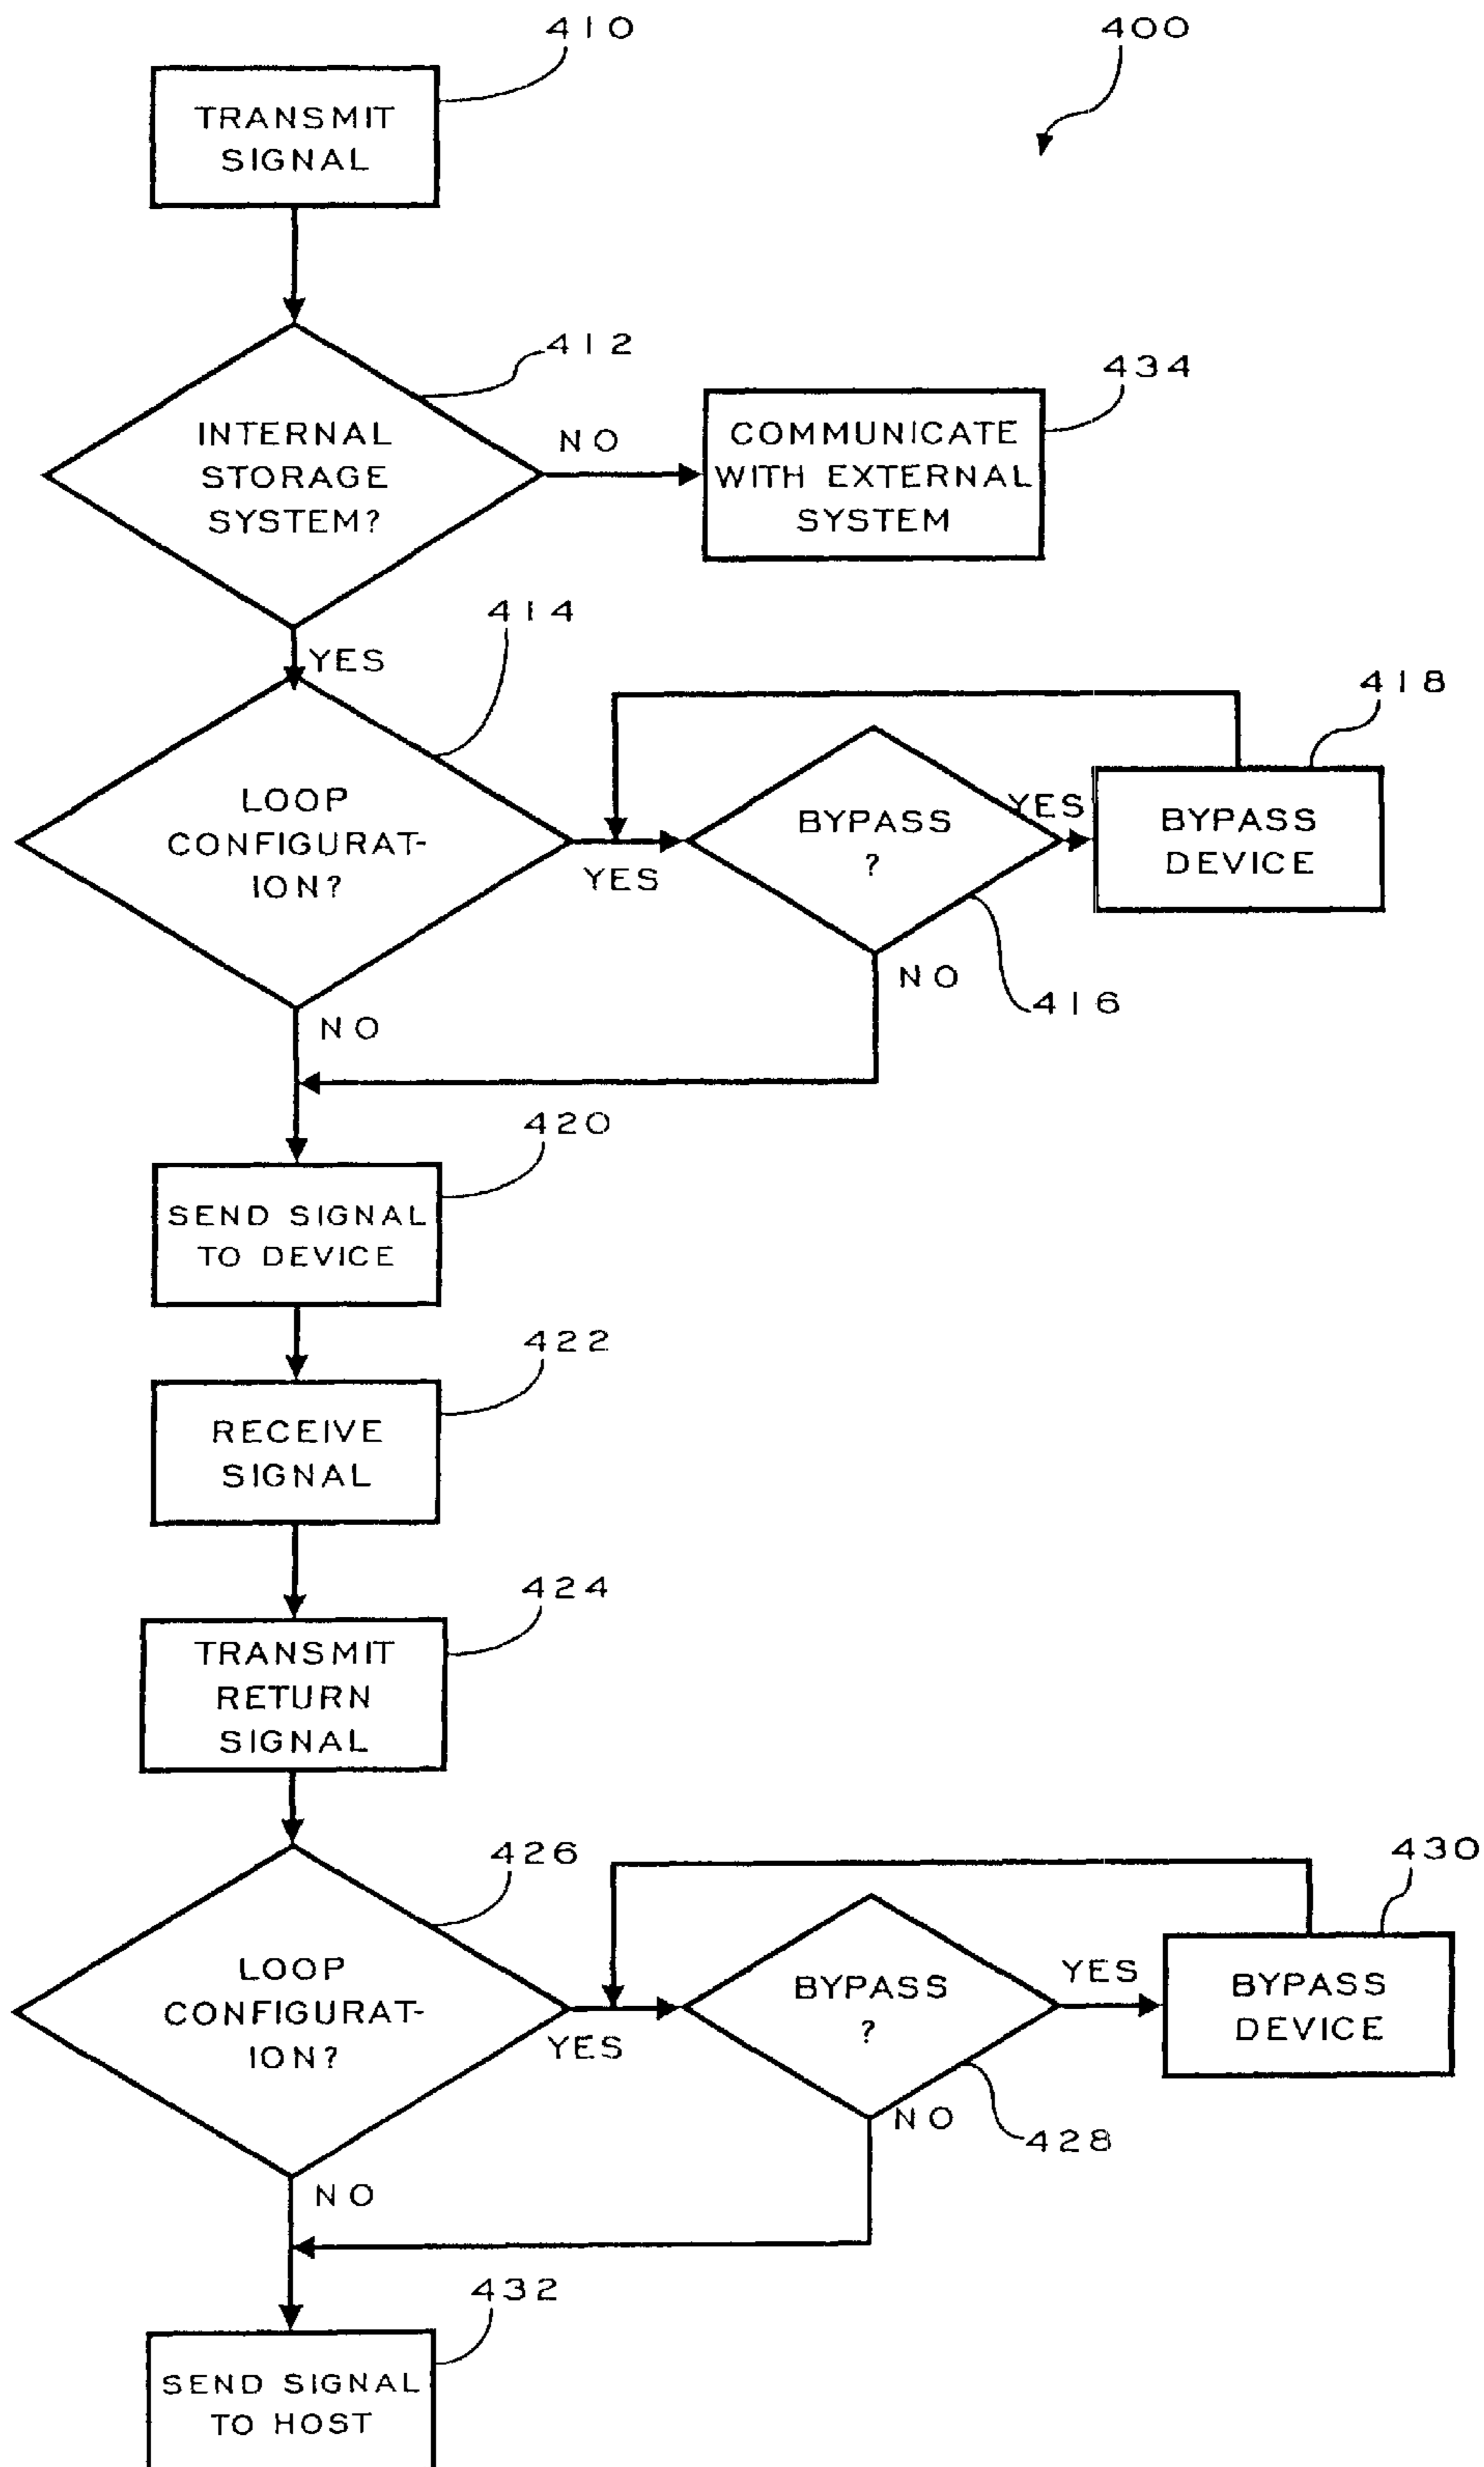 410
400
TRANSMIT
SIGNAL
412
INTERNAL
STORAGE
SYSTEM?
NO
434
COMMUNICATE
WITH EXTERNAL
SYSTEM
YES
414
LOOP
CONFIGURAT-
ION?
YES
BYPASS
?
YES
418
BYPASS
DEVICE
NO
416
NO
420
SEND SIGNAL
TO DEVICE
422
RECEIVE
SIGNAL
424
TRANSMIT
RETURN
SIGNAL
426
LOOP
CONFIGURAT-
ION?
YES
BYPASS
?
YES
430
BYPASS
DEVICE
NO
428
NO
432
SEND SIGNAL
TO HOST